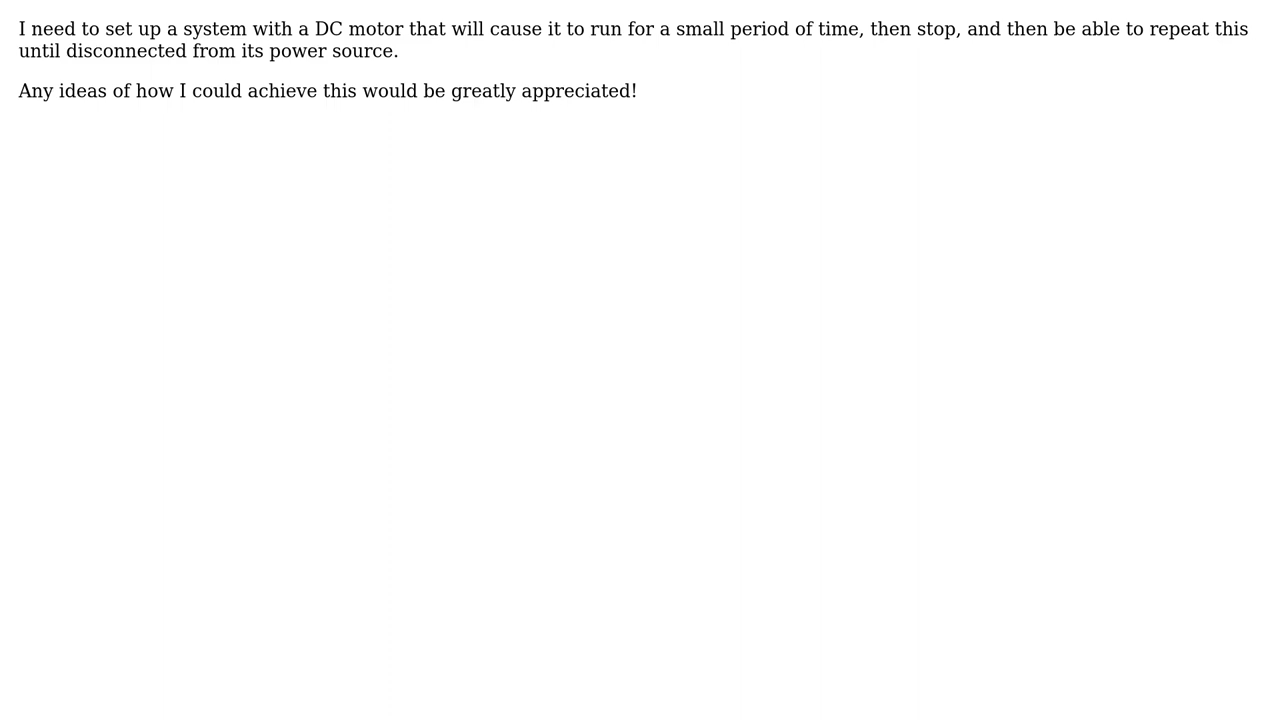 I need to set up a system with a DC motor that will cause it to run for a small period of time, then stop, and then be able to repeat this
until disconnected from its power source.
Any ideas of how I could achieve this would be greatly appreciated!